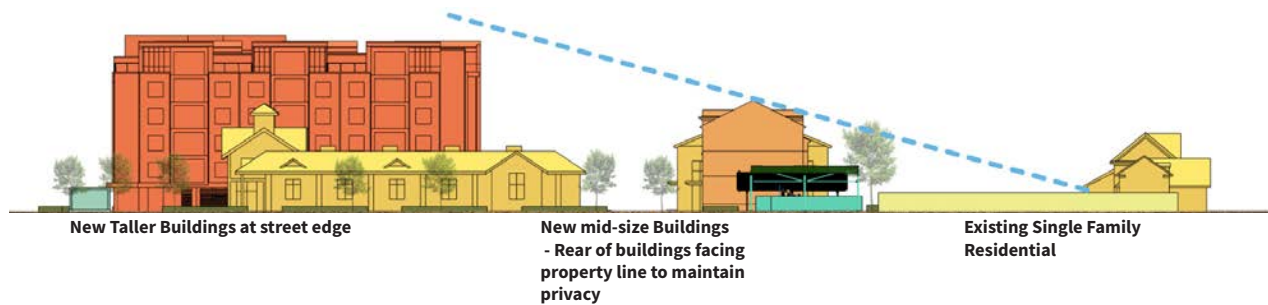 New Taller Buildings at street edge
New mid-size Buildings
- Rear of buildings facing
property line to maintain
privacy
Existing Single Family
Residential